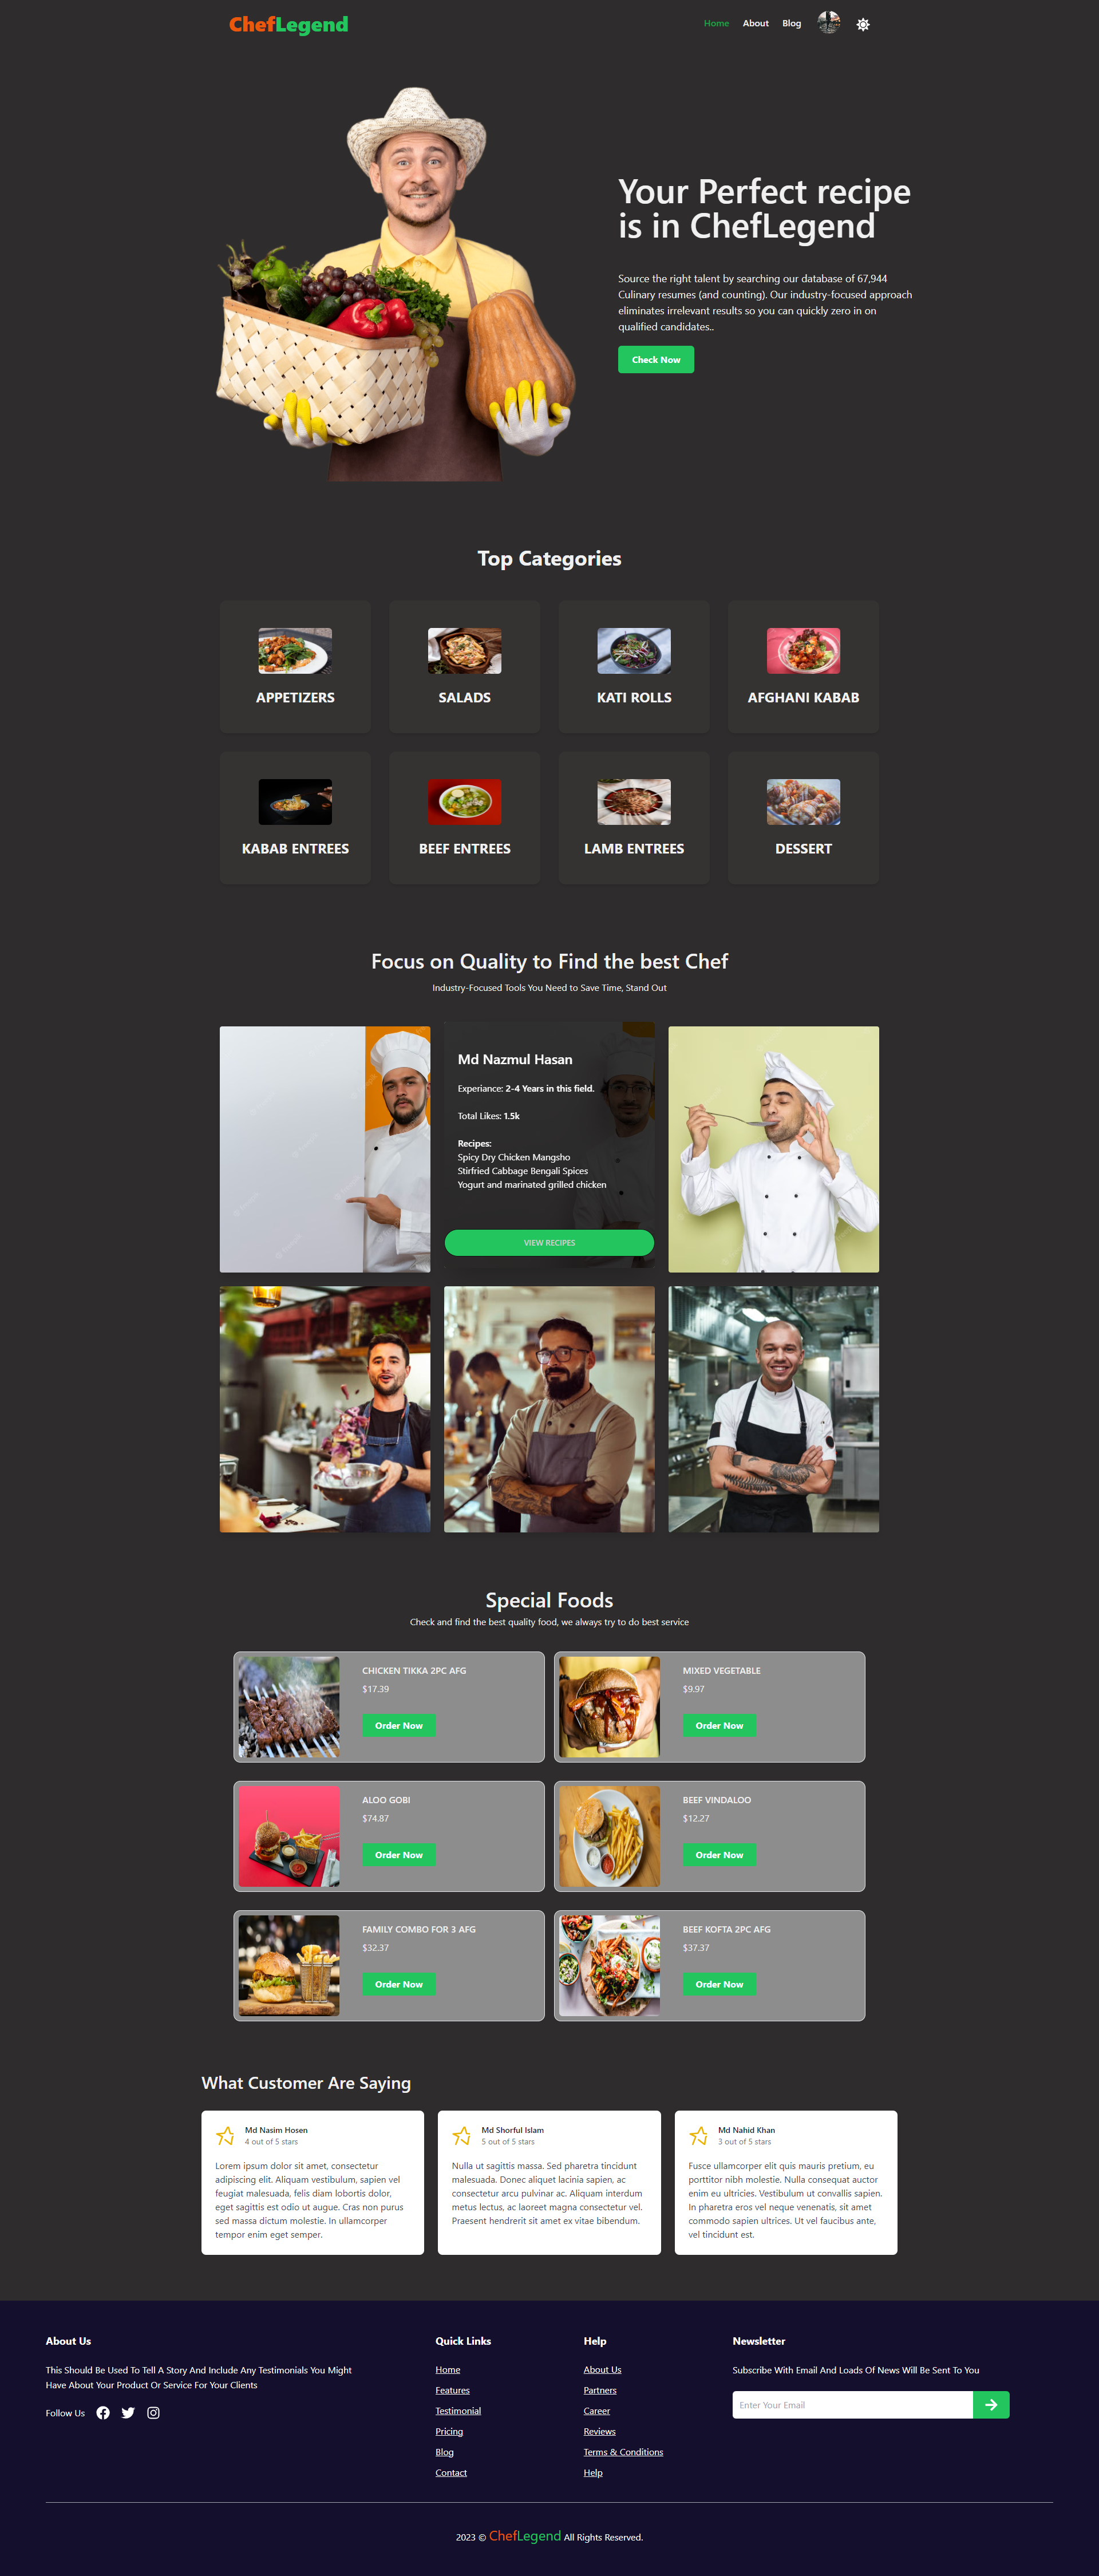 ChefLegend
Home About Blog
Your Perfect recipe
is in ChefLegend
Source the right talent by searching our database of 67,944
Culinary resumes (and counting). Our industry-focused approach
eliminates irrelevant results so you can quickly zero in on
qualified candidates..
Check Now
Top Categories
APPETIZERS
SALADS
KATI ROLLS
AFGHANI KABAB
KABAB ENTREES
BEEF ENTREES
LAMB ENTREES
DESSERT
Focus on Quality to Find the best Chef
Industry-Focused Tools You Need to Save Time, Stand Out
Md Nazmul Hasan
Experiance: 2-4 Years in this field.
Total Likes: 1.5k
Recipes:
Spicy Dry Chicken Mangsho
Stirfried Cabbage Bengali Spices
Yogurt and marinated grilled chicken
VIEW RECIPES
Special Foods
Check and find the best quality food, we always try to do best service
CHICKEN TIKKA 2PC AFG
$17.39
Order Now
MIXED VEGETABLE
$9.97
Order Now
ALOO GOBI
$74.87
Order Now
BEEF VINDALOO
$12.27
Order Now
FAMILY COMBO FOR 3 AFG
$32.37
Order Now
BEEF KOFTA 2PC AFG
$37.37
Order Now
What Customer Are Saying
Md Nasim Hosen
4 out of 5 stars
Lorem ipsum dolor sit amet, consectetur
adipiscing elit. Aliquam vestibulum, sapien vel
feugiat malesuada, felis diam lobortis dolor,
eget sagittis est odio ut augue. Cras non purus
sed massa dictum molestie. In ullamcorper
tempor enim eget semper.
Md Shorful Islam
5 out of 5 stars
Nulla ut sagittis massa. Sed pharetra tincidunt
malesuada. Donec aliquet lacinia sapien, ac
consectetur arcu pulvinar ac. Aliquam interdum
metus lectus, ac laoreet magna consectetur vel.
Praesent hendrerit sit amet ex vitae bibendum.
Md Nahid Khan
3 out of 5 stars
Fusce ullamcorper elit quis mauris pretium, eu
porttitor nibh molestie. Nulla consequat auctor
enim eu ultricies. Vestibulum ut convallis sapien.
In pharetra eros vel neque venenatis, sit amet
commodo sapien ultrices. Ut vel faucibus ante,
vel tincidunt est.
About Us
This Should Be Used To Tell A Story And Include Any Testimonials You Might
Have About Your Product Or Service For Your Clients
Follow Us
Quick Links
Home
Features
Testimonial
Pricing
Blog
Contact
Help
About Us
Partners
Career
Reviews
Terms & Conditions
Help
Newsletter
Subscribe With Email And Loads Of News Will Be Sent To You
Enter Your Email
2023 © ChefLegend All Rights Reserved.